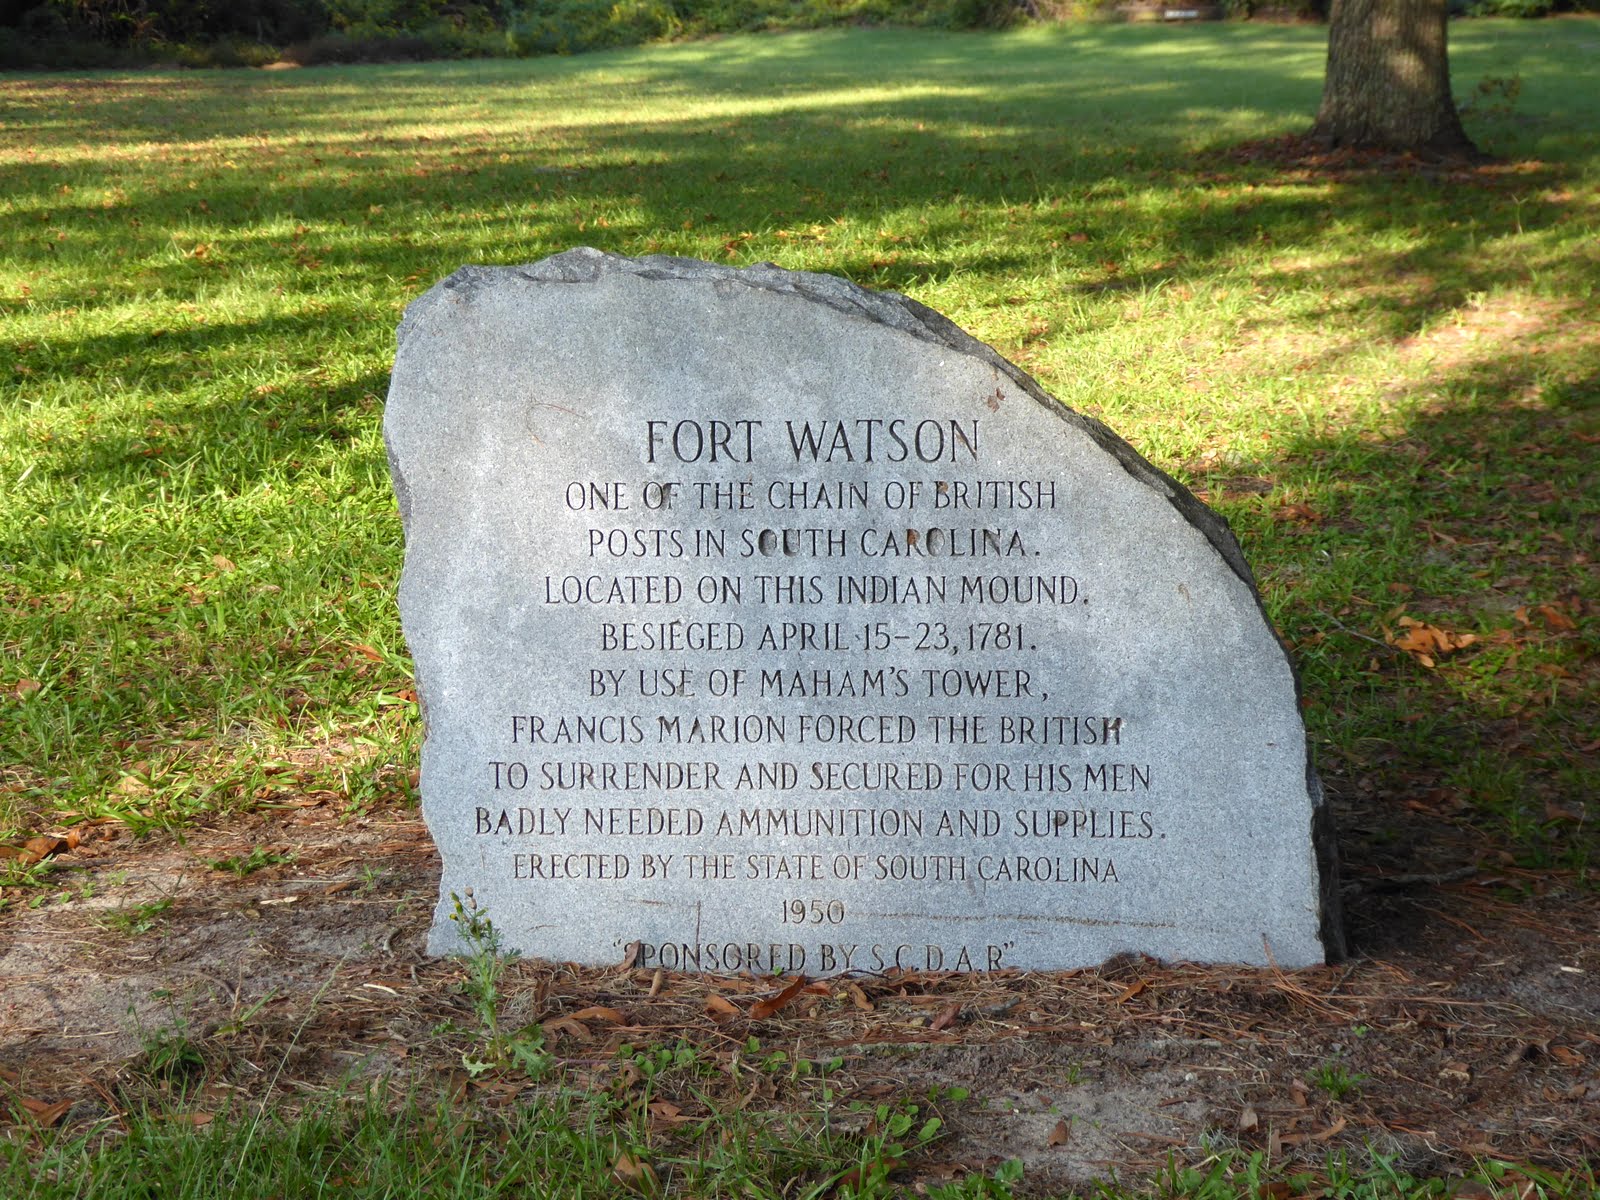 FORT WATSON
ONE OF THE CHAIN OF BRITISH
POSTS IN SOUTH CAROLINA.
LOCATED ON THIS INDIAN MOUND.
BESIEGED APRIL 15-23, 1781.
BY USE OF MAHAM'S TOWER,
FRANCIS MARION FORCED THE BRITISH
TO SURRENDER AND SECURED FOR HIS MEN
BADLY NEEDED AMMUNITION AND SUPPLIES.
ERECTED BY THE STATE OF SOUTH CAROLINA
1950
"SPONSORED BY S.C.D.A.R"